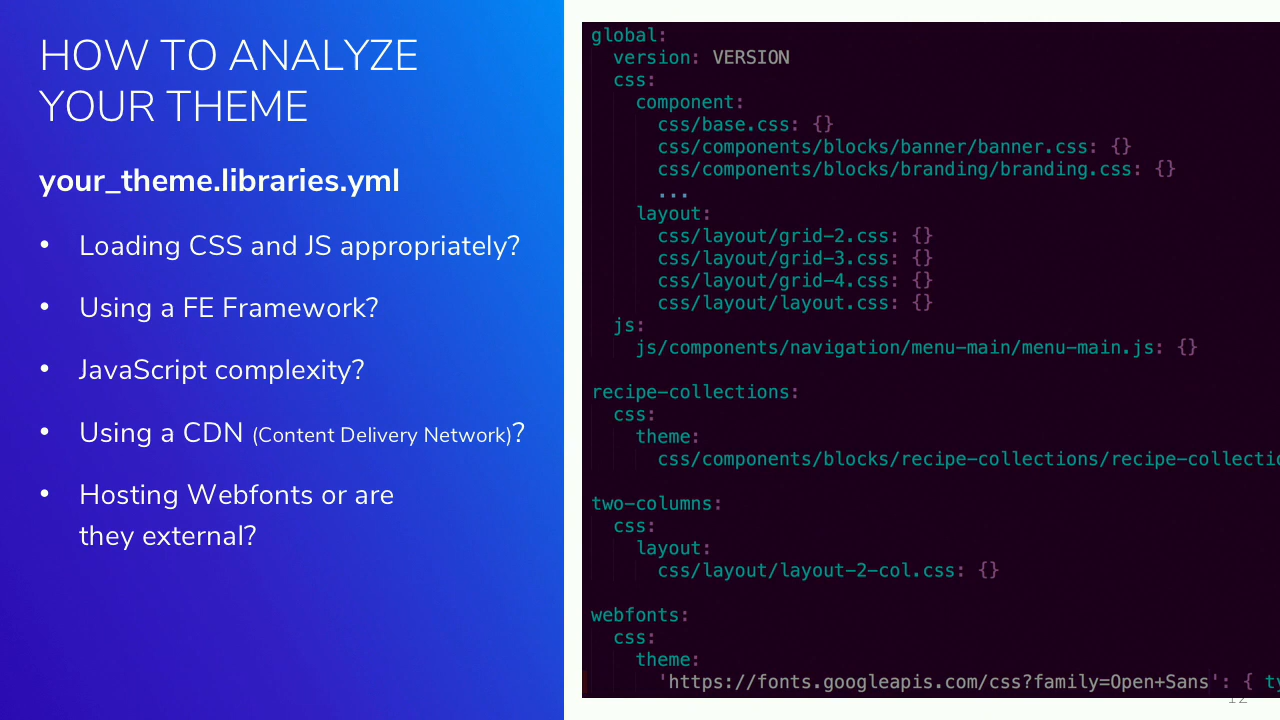 HOW TO ANALYZE
YOUR THEME
your_theme.libraries.yml
• Loading CSS and JS appropriately?
• Using a FE Framework?
• JavaScript complexity?
• Using a CDN (Content Delivery Network)?
• Hosting Webfonts or are
they external?
global:
  version: VERSION
  css:
    component:
      css/base.css: {}
      css/components/blocks/banner/banner.css: {}
      css/components/blocks/branding/branding.css: {}
      ...
    layout:
      css/layout/grid-2.css: {}
      css/layout/grid-3.css: {}
      css/layout/grid-4.css: {}
      css/layout/layout.css: {}
  js:
    js/components/navigation/menu-main/menu-main.js: {}
recipe-collections:
  css:
    theme:
      css/components/blocks/recipe-collections/recipe-collectio
two-columns:
  css:
    layout:
      css/layout/layout-2-col.css: {}
webfonts:
  css:
    theme:
      'https://fonts.googleapis.com/css?family=Open+Sans': { ty
12